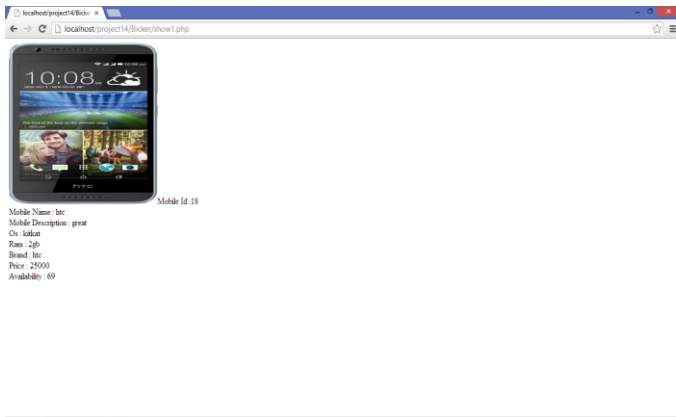 localhost/project14/Bicke
localhost/project14/Bicker/show1.php
10:08
htc
Mobile Id :18
Mobile Name : htc
Mobile Description : great
Os : kitkat
Ram : 2gb
Brand : htc
Price : 25000
Availability : 69